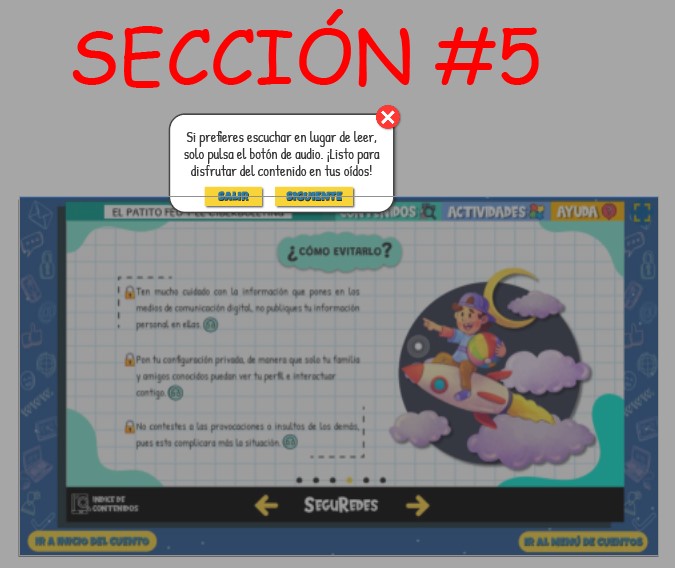 SECCIÓN #5
Si prefieres escuchar en lugar de leer,
solo pulsa el botón de audio. ¡Listo para
disfrutar del contenido en tus oídos!
SALIR SIGUIENTE
EL PATITO FEO Y EL CIBERBULLYING CONTENIDOS ACTIVIDADES AYUDA
¿CÓMO EVITARLO?
Ten mucho cuidado con la información que pones en los
medios de comunicación digital, no publiques tu información
personal en ellas.
Pon tu configuración privada, de manera que solo tu familia
y amigos conocidos puedan ver tu perfil e interactuar
contigo.
No contestes a las provocaciones o insultos de los demás,
pues esto complicara más la situación.
INDICE DE
CONTENIDOS
SEGUREDES
IR A INICIO DEL CUENTO
IR AL MENÚ DE CUENTOS